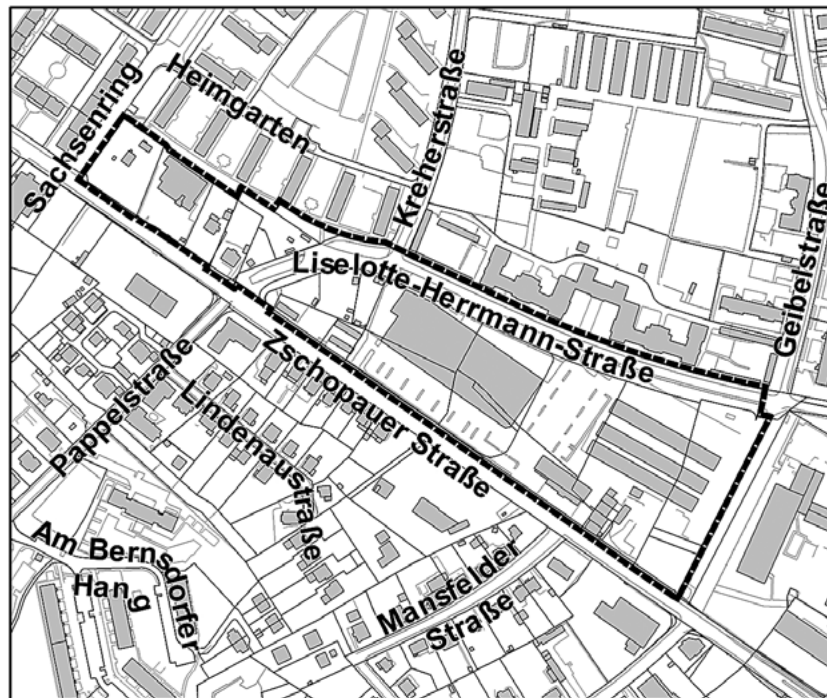 Heimgarten
Sachsenring
Kreherstraße
Geibelstraße
Liselotte-Herrmann-Straße
Zschopauer Straße
Pappelstraße
Lindenaustraße
Am Bernsdorfer
Hang
Mansfelder
Straße